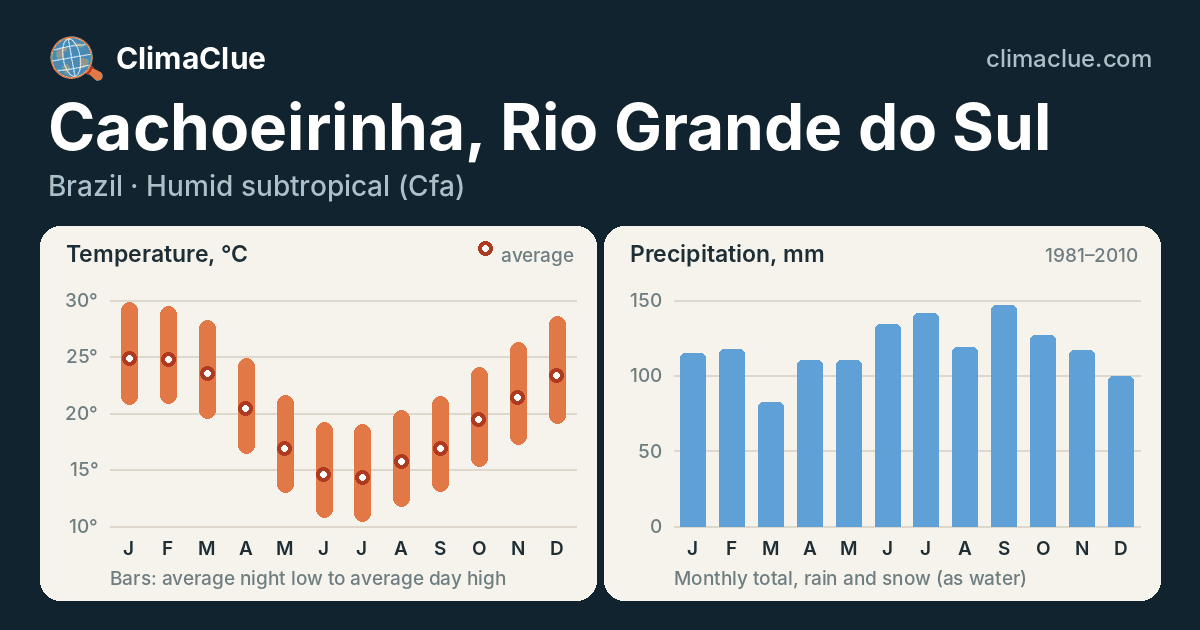 ClimaClue
climaclue.com
Cachoeirinha, Rio Grande do Sul
Brazil · Humid subtropical (Cfa)
Temperature, °C
average
30°
25°
20°
15°
10°
J F M A M J J A S O N D
Bars: average night low to average day high
Precipitation, mm
1981–2010
150
100
50
0
J F M A M J J A S O N D
Monthly total, rain and snow (as water)